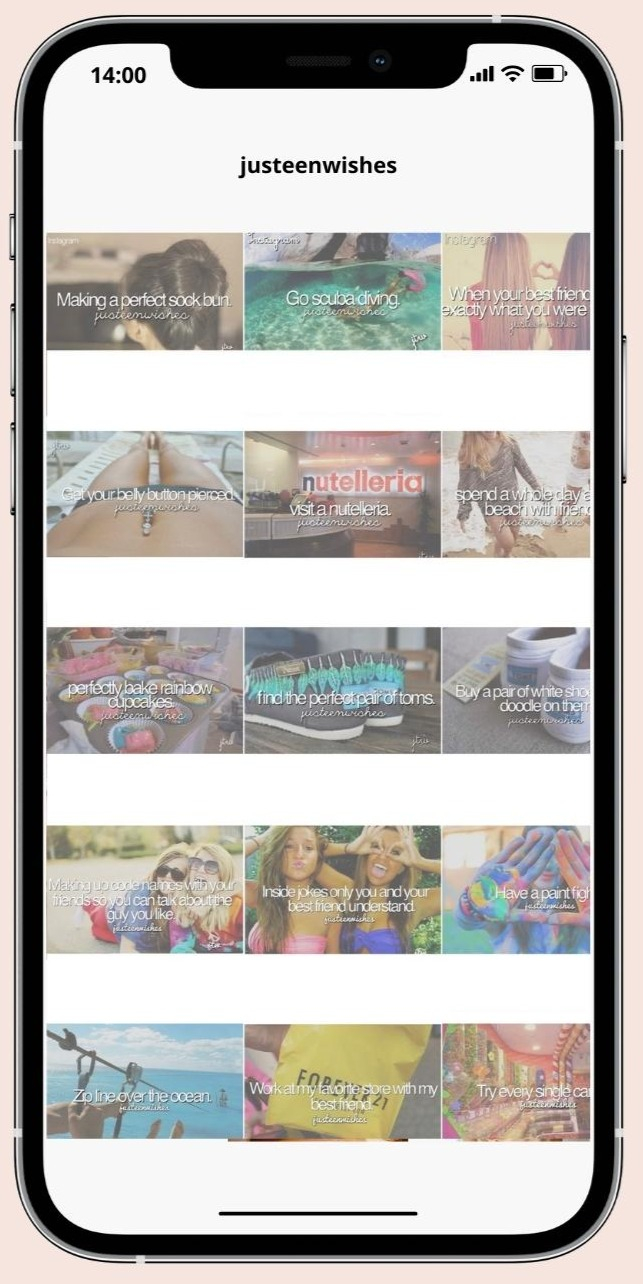 14:00
justeenwishes
Instagram
Making a perfect sock bun.
justeenwishes
jtw
Instagram
Go scuba diving.
justeenwishes
jtw
Instagram
When your best friend
exactly what you were
justeenwishes
jtw
Get your belly button pierced.
justeenwishes
nutelleria
visit a nutelleria.
justeenwishes
jtw
spend a whole day a
beach with frien
justeenwishes
perfectly bake rainbow
cupcakes.
justeenwishes
jtw
find the perfect pair of toms.
justeenwishes
jtw
Buy a pair of white sho
doodle on them
justeenwishes
Making up code names with your
friends so you can talk about the
guy you like.
justeenwishes
Inside jokes only you and your
best friend understand.
justeenwishes
Have a paint figh
justeenwishes
Zip line over the ocean.
justeenwishes
FOREVER 21
Work at my favorite store with my
best friend.
justeenwishes
Try every single can
justeenwishes